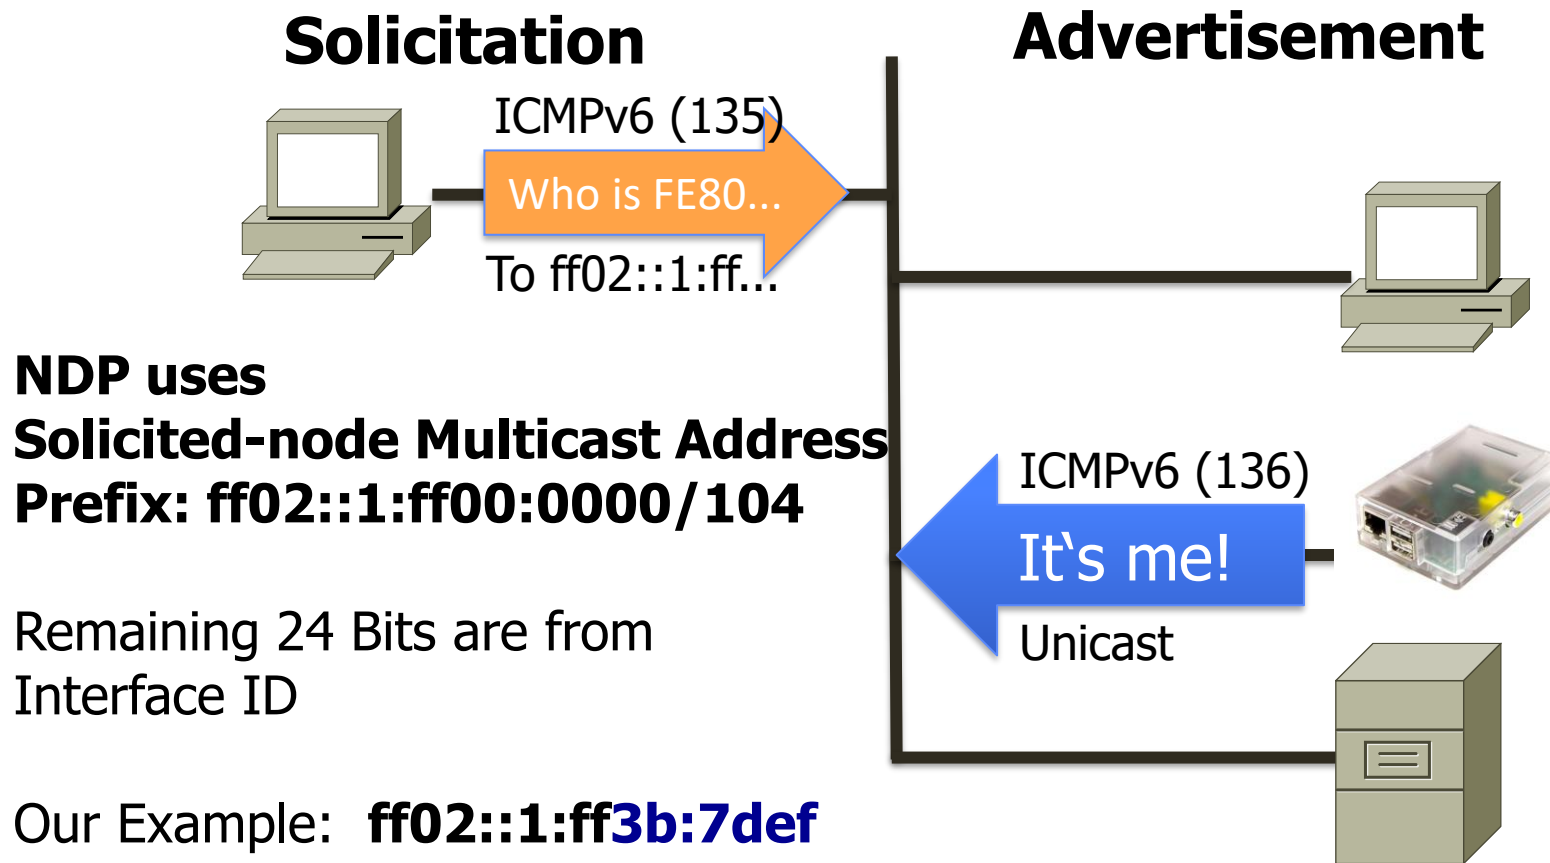 Solicitation
Advertisement
ICMPv6 (135)
Who is FE80...
To ff02::1:ff...
NDP uses
Solicited-node Multicast Address
Prefix: ff02::1:ff00:0000/104
ICMPv6 (136)
It‘s me!
Unicast
Remaining 24 Bits are from
Interface ID
Our Example: ff02::1:ff3b:7def